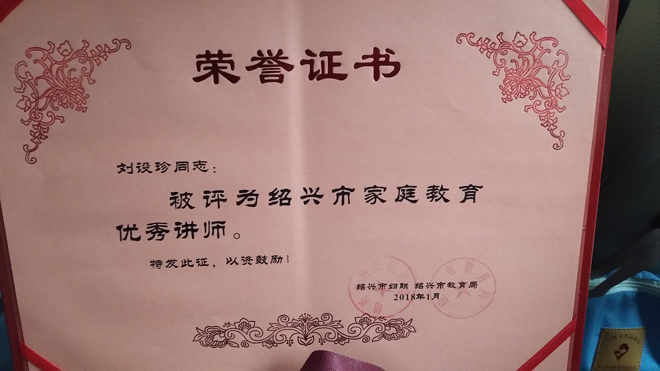 荣誉证书
刘设珍同志：
被评为绍兴市家庭教育
优秀讲师。
特发此证，以资鼓励！
绍兴市妇联 绍兴市教育局
2018年1月